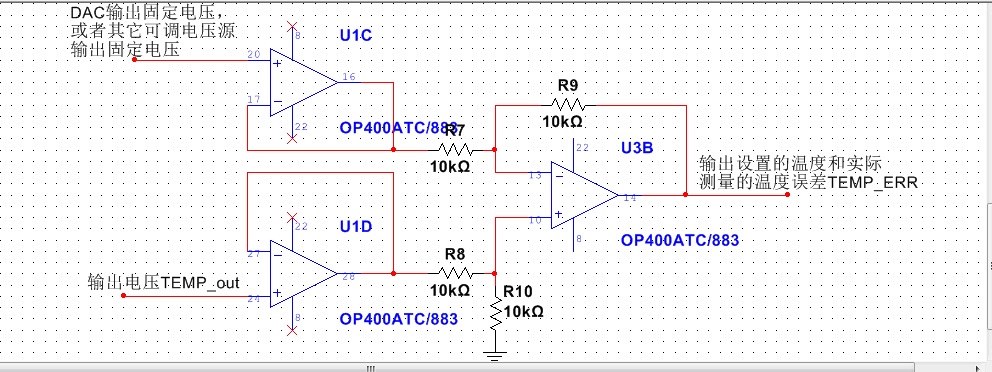 DAC输出固定电压，
或者其它可调电压源
输出固定电压
8
U1C
20
16
17
22
OP400ATC/883
R7
10kΩ
R9
10kΩ
22
U3B
13
14
10
8
OP400ATC/883
输出设置的温度和实际
测量的温度误差TEMP_ERR
22
U1D
27
28
24
8
OP400ATC/883
输出电压TEMP_out
R8
10kΩ
R10
10kΩ